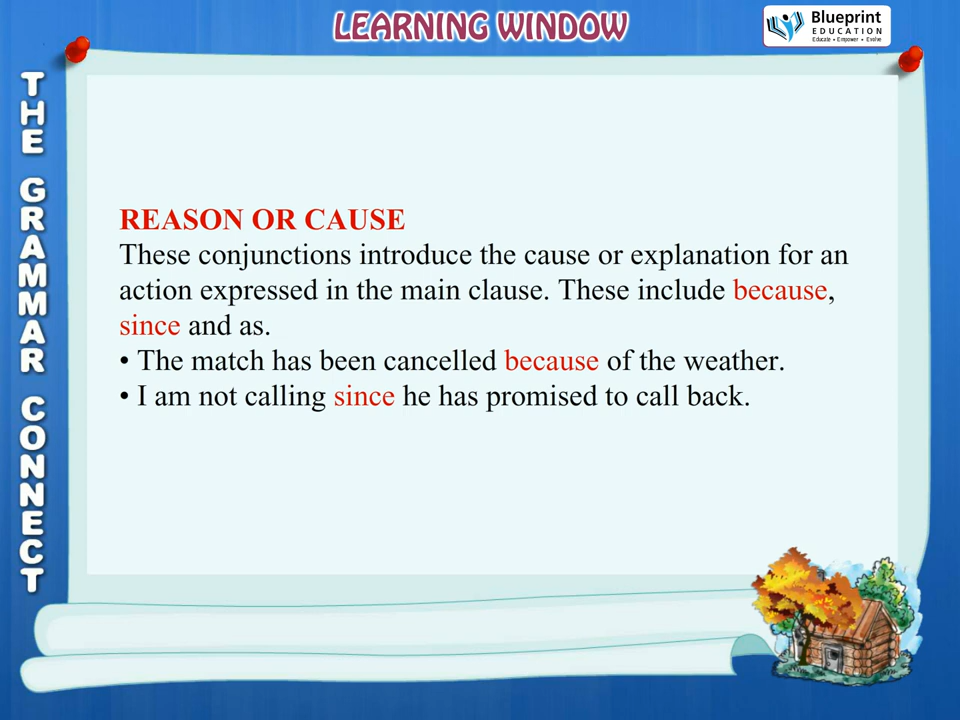 LEARNING WINDOW
Blueprint
EDUCATION
Educate • Empower • Evolve
THE GRAMMAR CONNECT
REASON OR CAUSE
These conjunctions introduce the cause or explanation for an
action expressed in the main clause. These include because,
since and as.
• The match has been cancelled because of the weather.
• I am not calling since he has promised to call back.